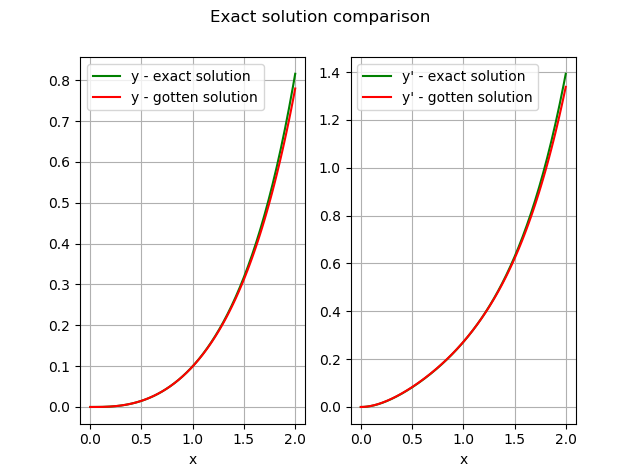 Exact solution comparison
y - exact solution
y - gotten solution
0.8
0.7
0.6
0.5
0.4
0.3
0.2
0.1
0.0
0.0 0.5 1.0 1.5 2.0
x
y' - exact solution
y' - gotten solution
1.4
1.2
1.0
0.8
0.6
0.4
0.2
0.0
0.0 0.5 1.0 1.5 2.0
x